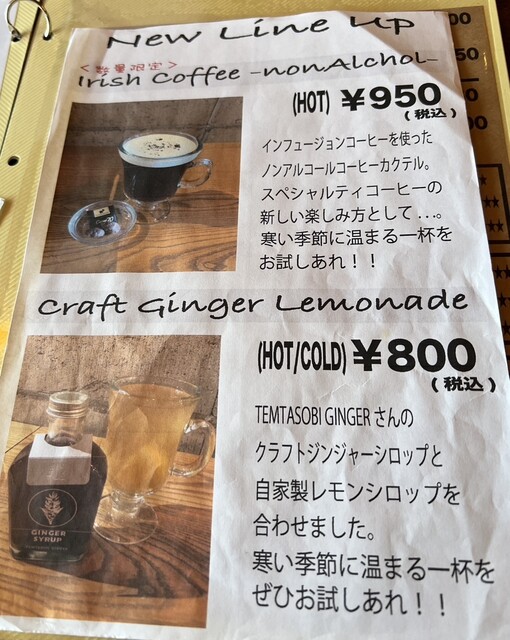 New Line Up
＜数量限定＞
Irish Coffee -nonAlchol-
(HOT) ￥950
(税込)
インフュージョンコーヒーを使った
ノンアルコールコーヒーカクテル。
スペシャルティコーヒーの
新しい楽しみ方として…。
寒い季節に温まる一杯を
お試しあれ！！
Craft Ginger Lemonade
(HOT/COLD) ￥800
(税込)
TEMTASOBI GINGERさんの
クラフトジンジャーシロップと
自家製レモンシロップを
合わせました。
寒い季節に温まる一杯を
ぜひお試しあれ！！
GINGER
SYRUP